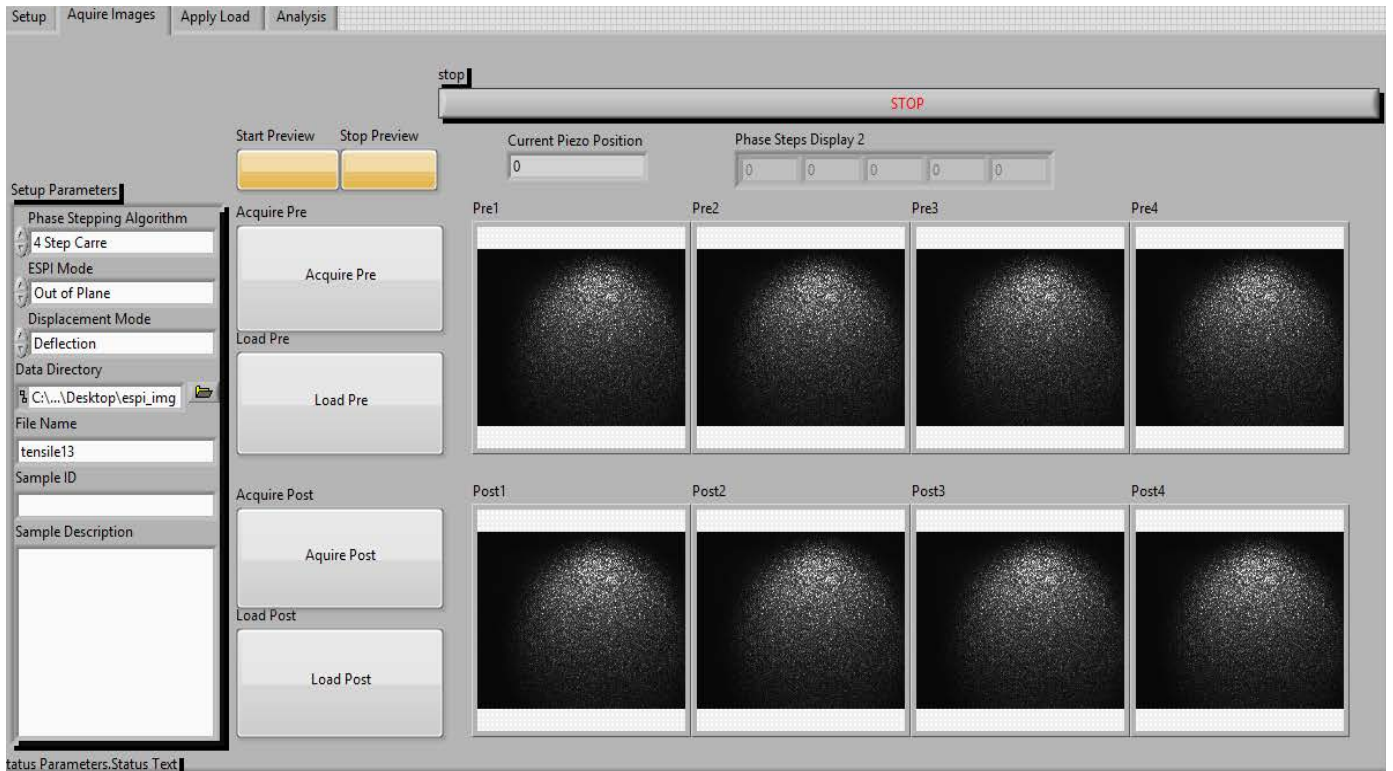 Setup
Aquire Images
Apply Load
Analysis
stop
STOP
Start Preview
Stop Preview
Current Piezo Position
0
Phase Steps Display 2
0 0 0 0 0
Setup Parameters
Phase Stepping Algorithm
4 Step Carre
ESPI Mode
Out of Plane
Displacement Mode
Deflection
Data Directory
C:\...\Desktop\espi_img
File Name
tensile13
Sample ID
Sample Description
Acquire Pre
Acquire Pre
Load Pre
Load Pre
Acquire Post
Aquire Post
Load Post
Load Post
Pre1
Pre2
Pre3
Pre4
Post1
Post2
Post3
Post4
tatus Parameters.Status Text